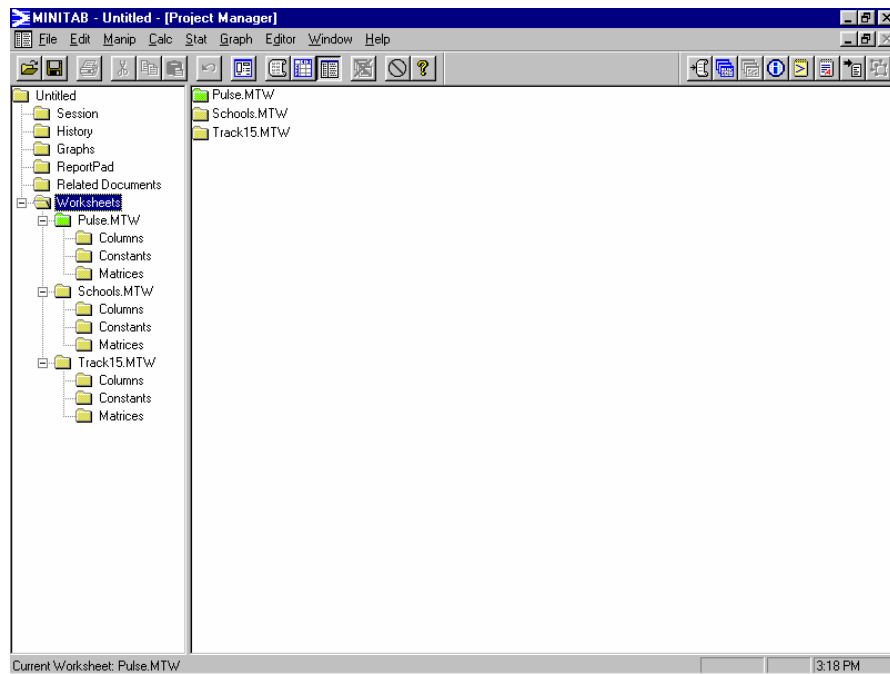 MINITAB - Untitled - [Project Manager]
File Edit Manip Calc Stat Graph Editor Window Help
Untitled
Session
History
Graphs
ReportPad
Related Documents
Worksheets
Pulse.MTW
Columns
Constants
Matrices
Schools.MTW
Columns
Constants
Matrices
Track15.MTW
Columns
Constants
Matrices
Pulse.MTW
Schools.MTW
Track15.MTW
Current Worksheet: Pulse.MTW
3:18 PM